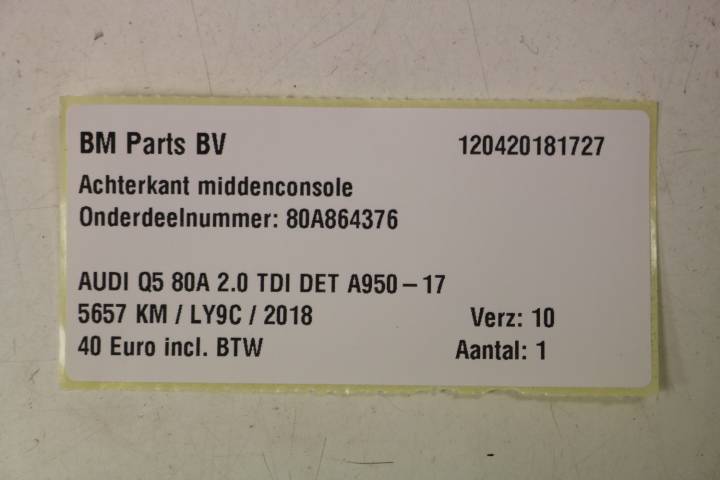 BM Parts BV 120420181727
Achterkant middenconsole
Onderdeelnummer: 80A864376
AUDI Q5 80A 2.0 TDI DET A950-17
5657 KM / LY9C / 2018 Verz: 10
40 Euro incl. BTW Aantal: 1